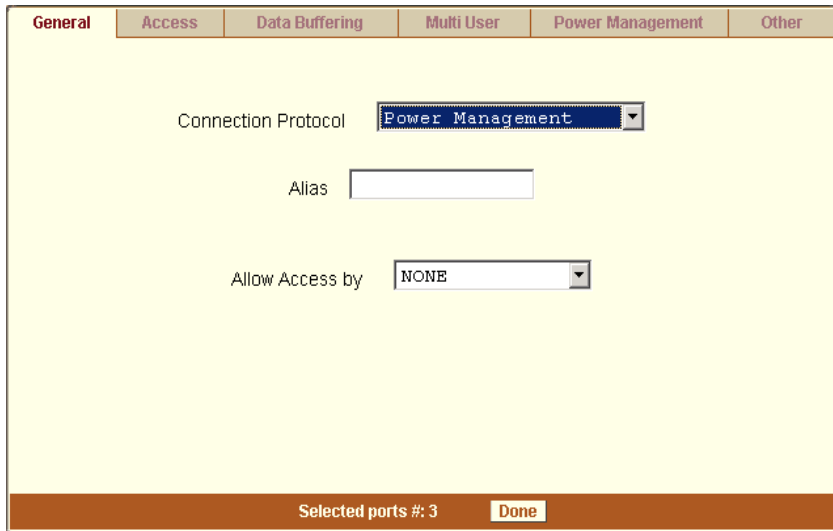 General Access Data Buffering Multi User Power Management Other
Connection Protocol Power Management
Alias
Allow Access by NONE
Selected ports #: 3 Done